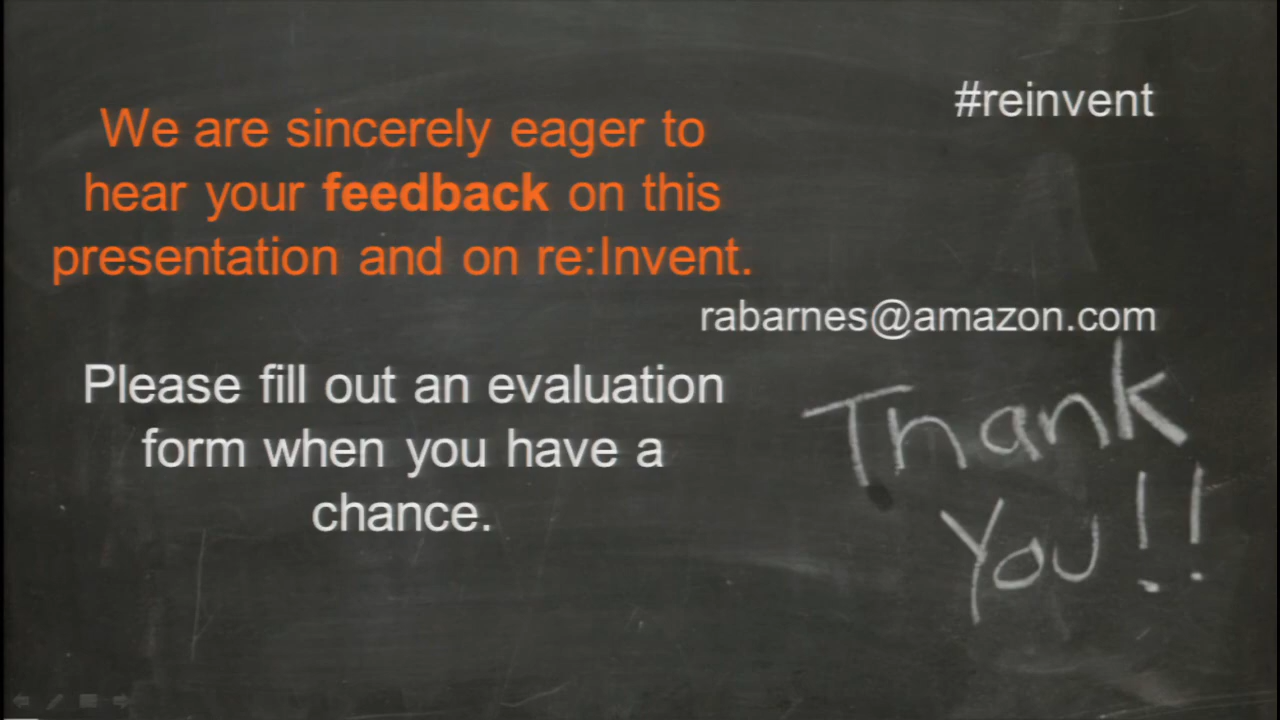 #reinvent
We are sincerely eager to
hear your feedback on this
presentation and on re:Invent.
rabarnes@amazon.com
Please fill out an evaluation
form when you have a
chance.
Thank
You!!